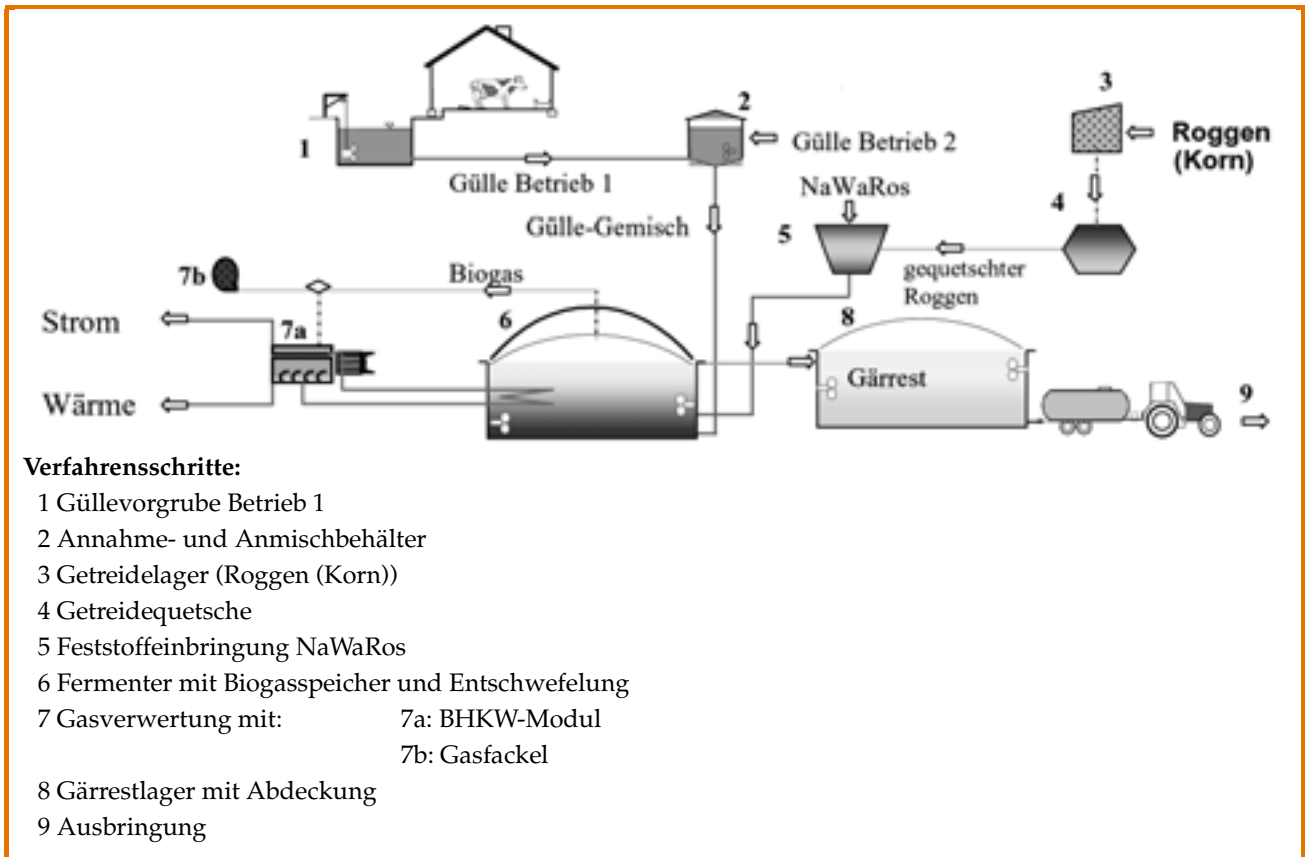 2
3
Gülle Betrieb 2
Roggen
(Korn)
1
Gülle Betrieb 1
NaWaRos
4
Gülle-Gemisch
5
7b
Biogas
gequetschter
Roggen
Strom
7a
6
8
Gärrest
Wärme
9
Verfahrensschritte:
1 Güllevorgrube Betrieb 1
2 Annahme- und Anmischbehälter
3 Getreidelager (Roggen (Korn))
4 Getreidequetsche
5 Feststoffeinbringung NaWaRos
6 Fermenter mit Biogasspeicher und Entschwefelung
7 Gasverwertung mit: 7a: BHKW-Modul
7b: Gasfackel
8 Gärrestlager mit Abdeckung
9 Ausbringung